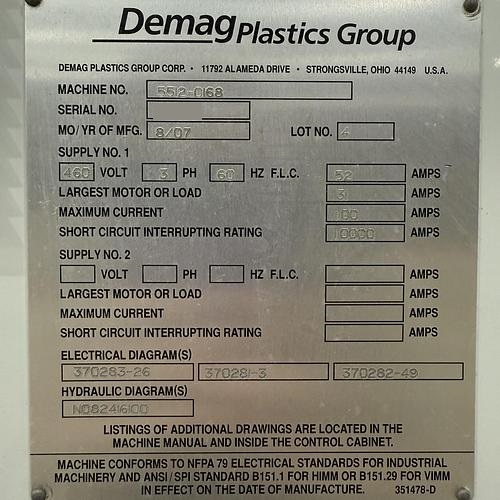 Demag Plastics Group
DEMAG PLASTICS GROUP CORP. • 11792 ALAMEDA DRIVE • STRONGSVILLE, OHIO 44149 U.S.A.
MACHINE NO. 5512-0168
SERIAL NO.
MO/YR OF MFG. 8/07 LOT NO. 4
SUPPLY NO. 1
460 VOLT 3 PH 60 HZ F.L.C. 52 AMPS
LARGEST MOTOR OR LOAD 31 AMPS
MAXIMUM CURRENT 100 AMPS
SHORT CIRCUIT INTERRUPTING RATING 10000 AMPS
SUPPLY NO. 2
VOLT PH HZ F.L.C. AMPS
LARGEST MOTOR OR LOAD AMPS
MAXIMUM CURRENT AMPS
SHORT CIRCUIT INTERRUPTING RATING AMPS
ELECTRICAL DIAGRAM(S)
370283-26 370281-3 370282-49
HYDRAULIC DIAGRAM(S)
N082416100
LISTINGS OF ADDITIONAL DRAWINGS ARE LOCATED IN THE
MACHINE MANUAL AND INSIDE THE CONTROL CABINET.
MACHINE CONFORMS TO NFPA 79 ELECTRICAL STANDARDS FOR INDUSTRIAL
MACHINERY AND ANSI/SPI STANDARD B151.1 FOR HIMM OR B151.29 FOR VIMM
IN EFFECT ON THE DATE OF MANUFACTURE. 351478-D